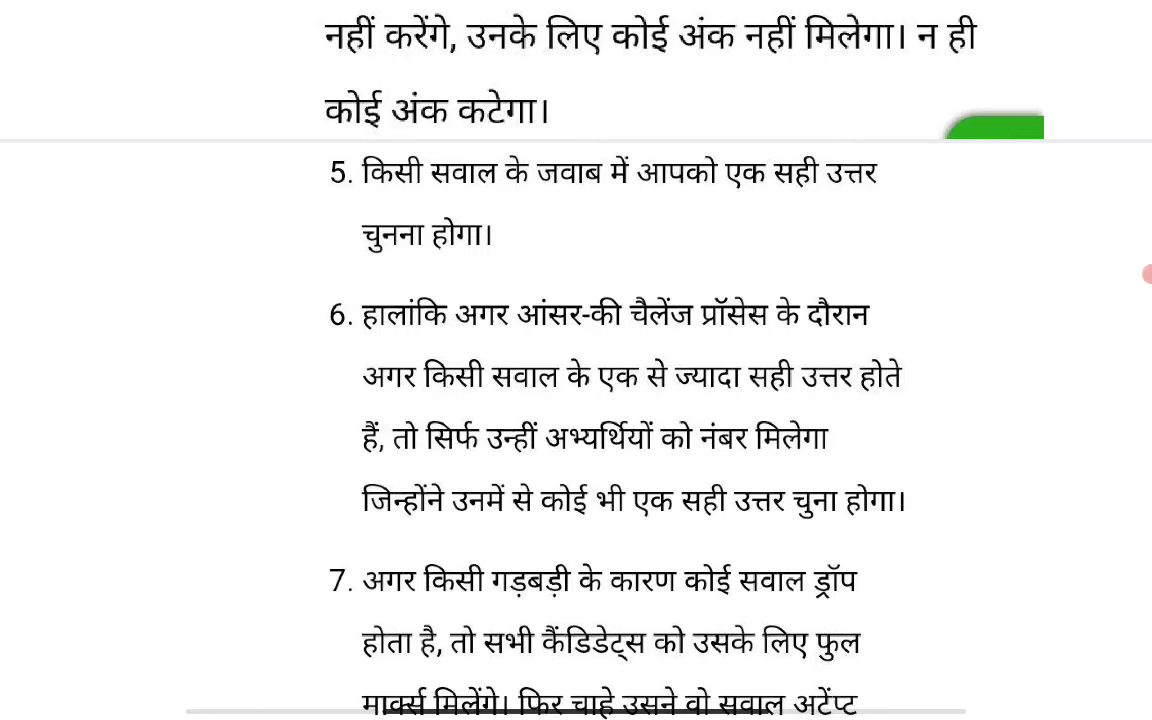 नहीं करेंगे, उनके लिए कोई अंक नहीं मिलेगा। न ही
कोई अंक कटेगा।
5. किसी सवाल के जवाब में आपको एक सही उत्तर
चुनना होगा।
6. हालांकि अगर आंसर-की चैलेंज प्रॉसेस के दौरान
अगर किसी सवाल के एक से ज्यादा सही उत्तर होते
हैं, तो सिर्फ उन्हीं अभ्यर्थियों को नंबर मिलेगा
जिन्होंने उनमें से कोई भी एक सही उत्तर चुना होगा।
7. अगर किसी गड़बड़ी के कारण कोई सवाल ड्रॉप
होता है, तो सभी कैंडिडेट्स को उसके लिए फुल
मार्क्स मिलेंगे। फिर चाहे उसने वो सवाल अटेंप्ट